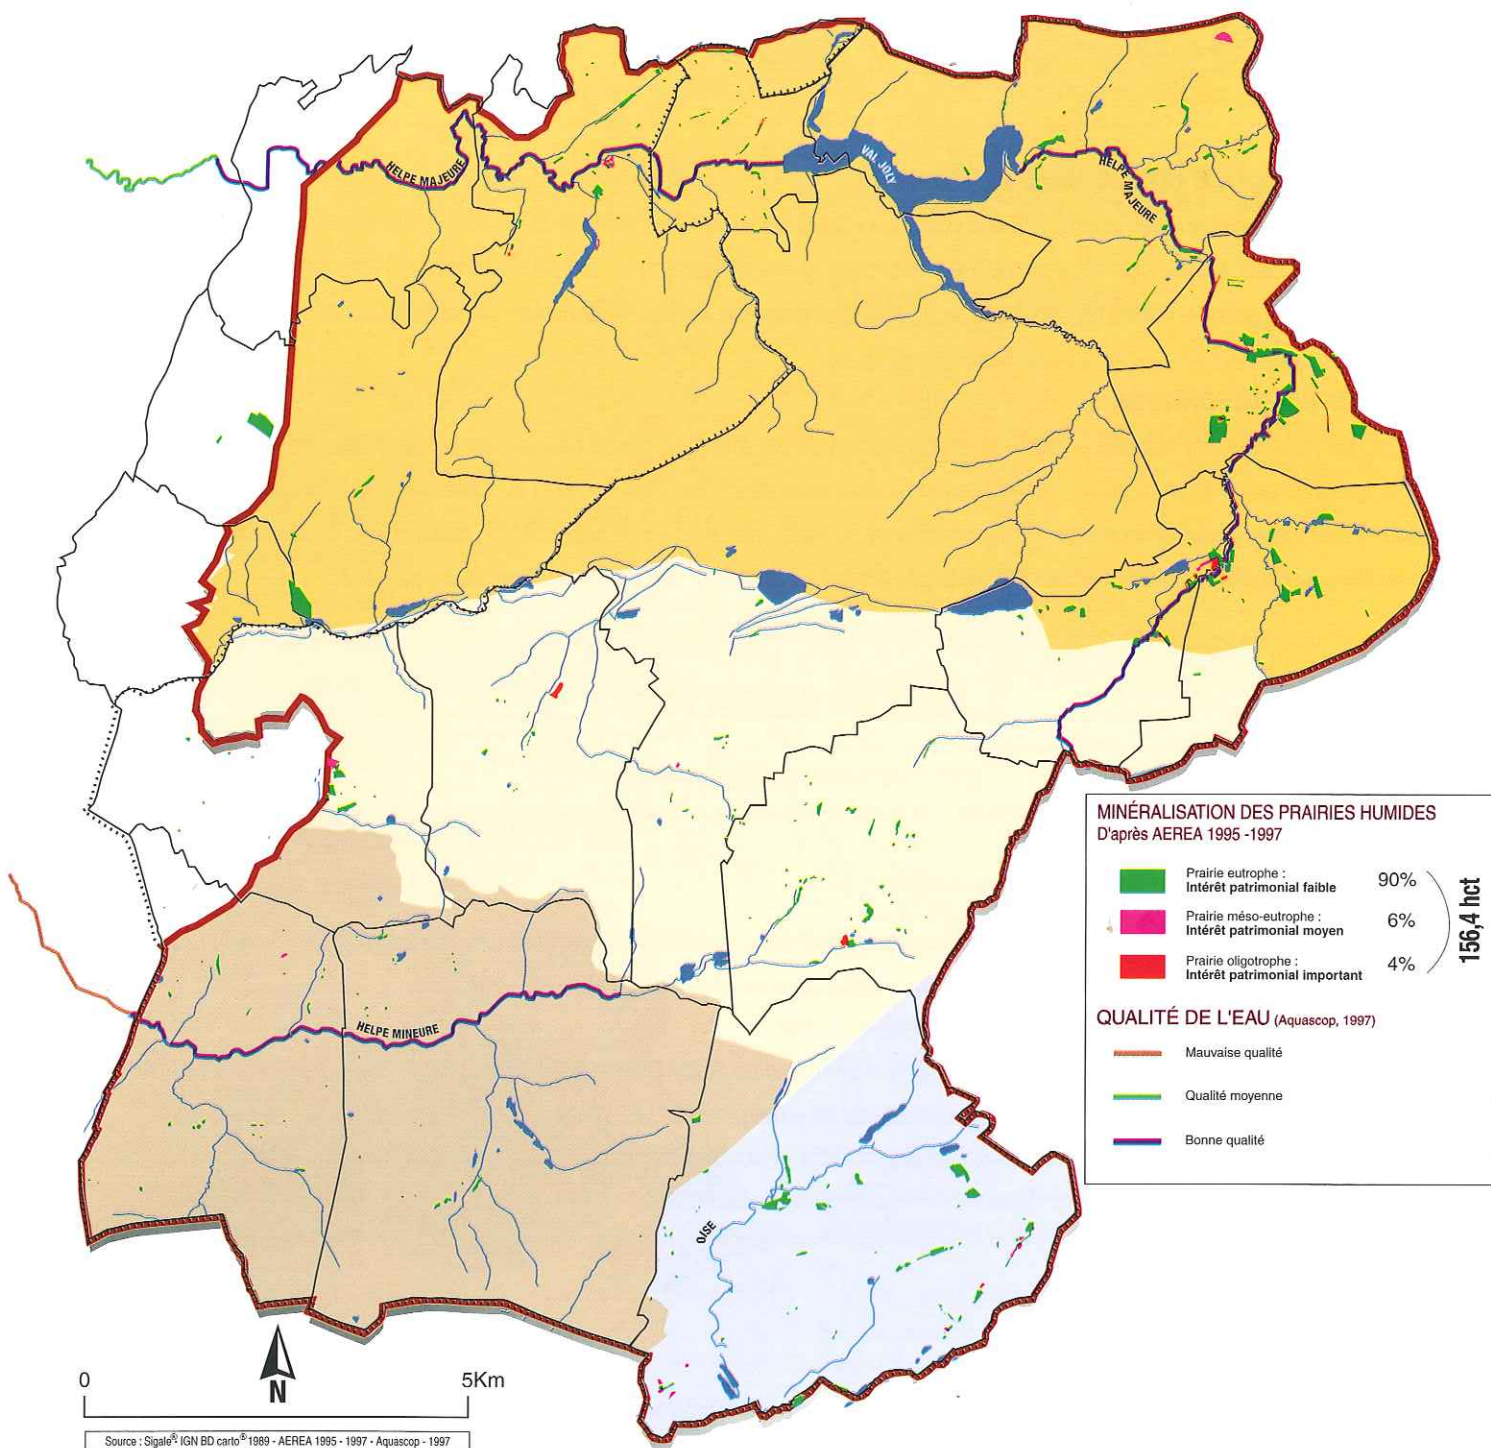 HELPE MAJEURE
VAL JOLY
HELPE MAJEURE
MINÉRALISATION DES PRAIRIES HUMIDES
D'après AEREA 1995 -1997
Prairie eutrophe :
Intérêt patrimonial faible
90%
Prairie méso-eutrophe :
Intérêt patrimonial moyen
6%
Prairie oligotrophe :
Intérêt patrimonial important
4%
156,4 hct
QUALITÉ DE L'EAU (Aquascop, 1997)
Mauvaise qualité
Qualité moyenne
Bonne qualité
HELPE MINEURE
OISE
0
5Km
N
Source : Sigale® - IGN BD carto® 1989 - AEREA 1995 - 1997 - Aquascop - 1997